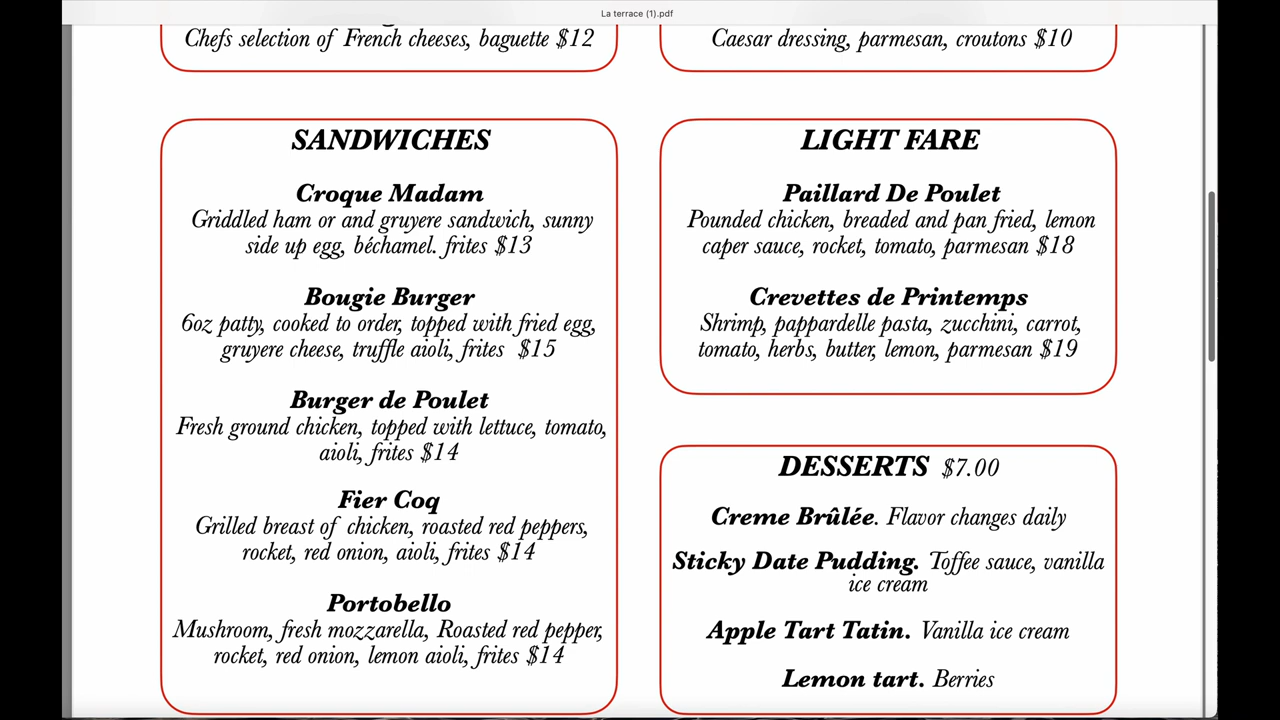 La terrace (1).pdf
Chefs selection of French cheeses, baguette $12
Caesar dressing, parmesan, croutons $10
SANDWICHES
Croque Madam
Griddled ham or and gruyere sandwich, sunny
side up egg, béchamel. frites $13
Bougie Burger
6oz patty, cooked to order, topped with fried egg,
gruyere cheese, truffle aioli, frites $15
Burger de Poulet
Fresh ground chicken, topped with lettuce, tomato,
aioli, frites $14
Fier Coq
Grilled breast of chicken, roasted red peppers,
rocket, red onion, aioli, frites $14
Portobello
Mushroom, fresh mozzarella, Roasted red pepper,
rocket, red onion, lemon aioli, frites $14
LIGHT FARE
Paillard De Poulet
Pounded chicken, breaded and pan fried, lemon
caper sauce, rocket, tomato, parmesan $18
Crevettes de Printemps
Shrimp, pappardelle pasta, zucchini, carrot,
tomato, herbs, butter, lemon, parmesan $19
DESSERTS $7.00
Creme Brûlée. Flavor changes daily
Sticky Date Pudding. Toffee sauce, vanilla
ice cream
Apple Tart Tatin. Vanilla ice cream
Lemon tart. Berries